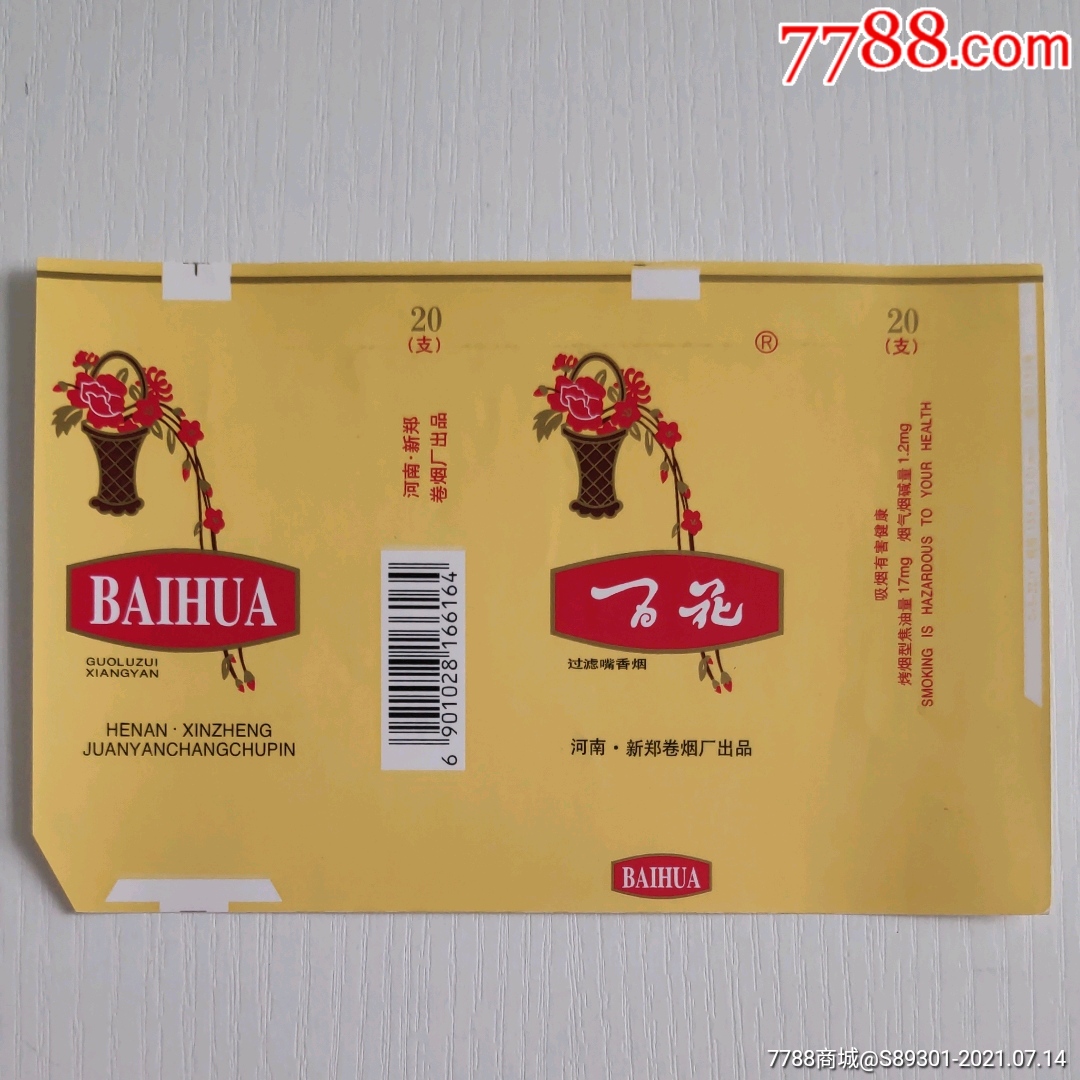 7788.com
BAIHUA
GUOLUZUI
XIANGYAN
HENAN · XINZHENG
JUANYANCHANGCHUPIN
20
(支)
河南·新郑
卷烟厂出品
6 901028 166164
®
百花
过滤嘴香烟
河南·新郑卷烟厂出品
BAIHUA
20
(支)
吸烟有害健康
烤烟型焦油量 17mg 烟气烟碱量 1.2mg
SMOKING IS HAZARDOUS TO YOUR HEALTH
7788商城@S89301-2021.07.14